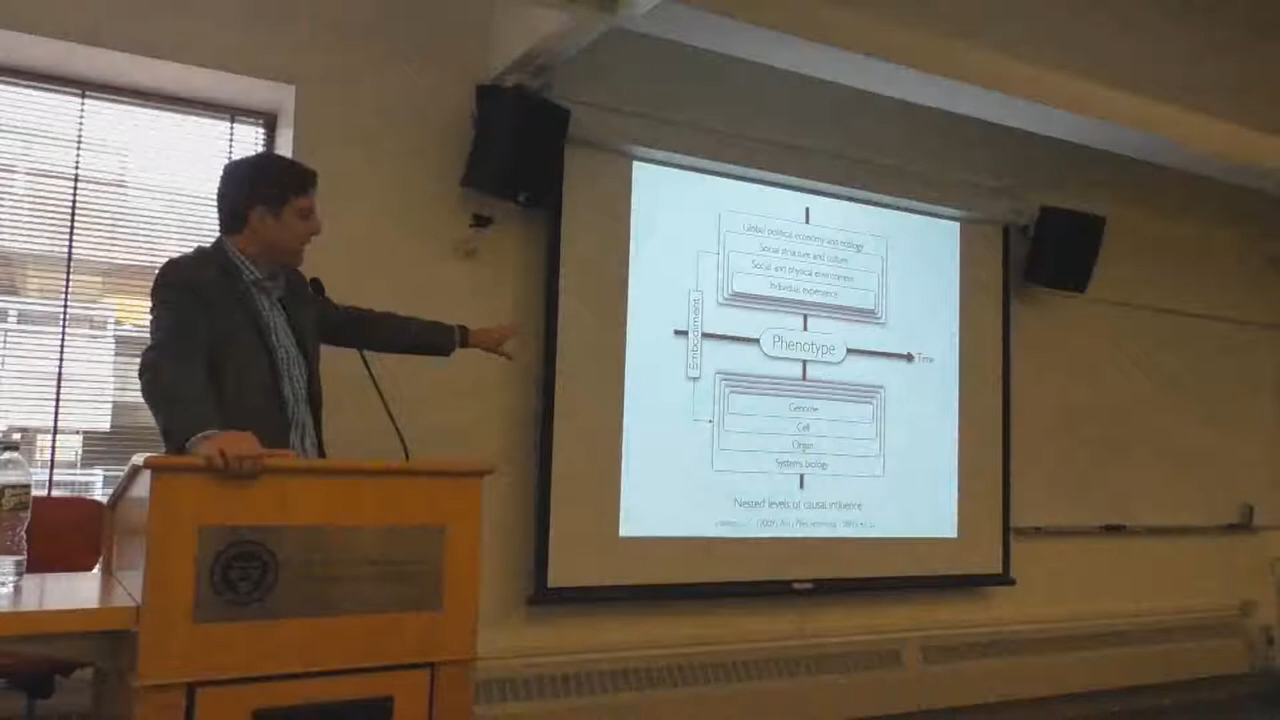 Global political economy and ecology
Social structure and culture
Social and physical environment
Individual experience
Embodiment
Phenotype
Time
Genome
Cell
Organ
Systems biology
Nested levels of causal influence